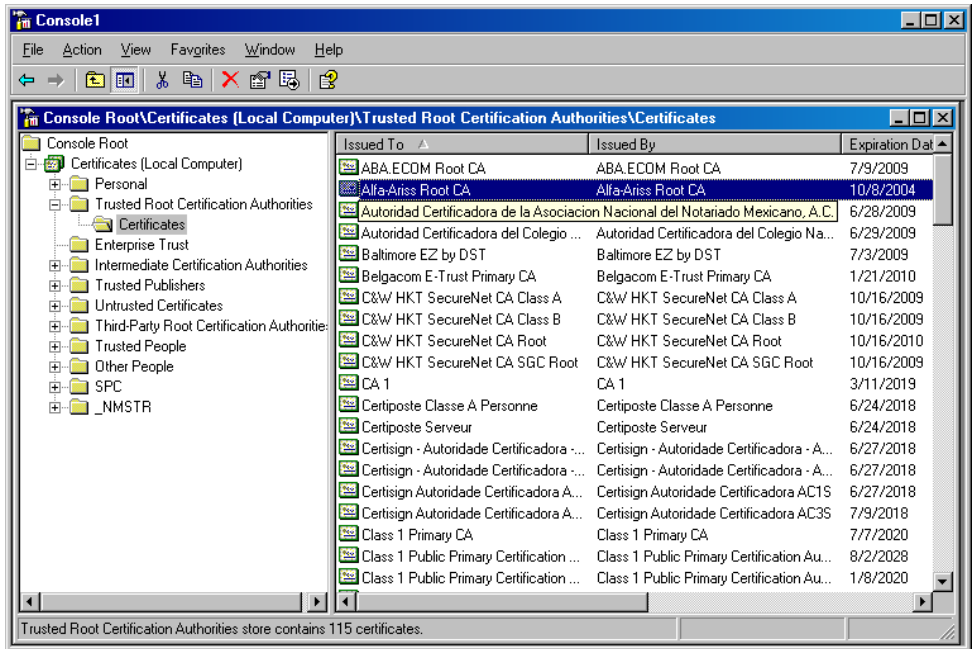 Console1
File Action View Favorites Window Help
Console Root\Certificates (Local Computer)\Trusted Root Certification Authorities\Certificates
Console Root
Certificates (Local Computer)
Personal
Trusted Root Certification Authorities
Certificates
Enterprise Trust
Intermediate Certification Authorities
Trusted Publishers
Untrusted Certificates
Third-Party Root Certification Authoritie
Trusted People
Other People
SPC
_NMSTR
Issued To Issued By Expiration Dat
ABA.ECOM Root CA ABA.ECOM Root CA 7/9/2009
Alfa-Ariss Root CA Alfa-Ariss Root CA 10/8/2004
Autoridad Certificadora de la Asociacion Nacional del Notariado Mexicano, A.C. 6/28/2009
Autoridad Certificadora del Colegio ... Autoridad Certificadora del Colegio Na... 6/29/2009
Baltimore EZ by DST Baltimore EZ by DST 7/3/2009
Belgacom E-Trust Primary CA Belgacom E-Trust Primary CA 1/21/2010
C&W HKT SecureNet CA Class A C&W HKT SecureNet CA Class A 10/16/2009
C&W HKT SecureNet CA Class B C&W HKT SecureNet CA Class B 10/16/2009
C&W HKT SecureNet CA Root C&W HKT SecureNet CA Root 10/16/2010
C&W HKT SecureNet CA SGC Root C&W HKT SecureNet CA SGC Root 10/16/2009
CA 1 CA 1 3/11/2019
Certiposte Classe A Personne Certiposte Classe A Personne 6/24/2018
Certiposte Serveur Certiposte Serveur 6/24/2018
Certisign - Autoridade Certificadora -... Certisign - Autoridade Certificadora - A... 6/27/2018
Certisign - Autoridade Certificadora -... Certisign - Autoridade Certificadora - A... 6/27/2018
Certisign Autoridade Certificadora A... Certisign Autoridade Certificadora AC1S 6/27/2018
Certisign Autoridade Certificadora A... Certisign Autoridade Certificadora AC3S 7/9/2018
Class 1 Primary CA Class 1 Primary CA 7/7/2020
Class 1 Public Primary Certification ... Class 1 Public Primary Certification Au... 8/2/2028
Class 1 Public Primary Certification ... Class 1 Public Primary Certification Au... 1/8/2020
Trusted Root Certification Authorities store contains 115 certificates.